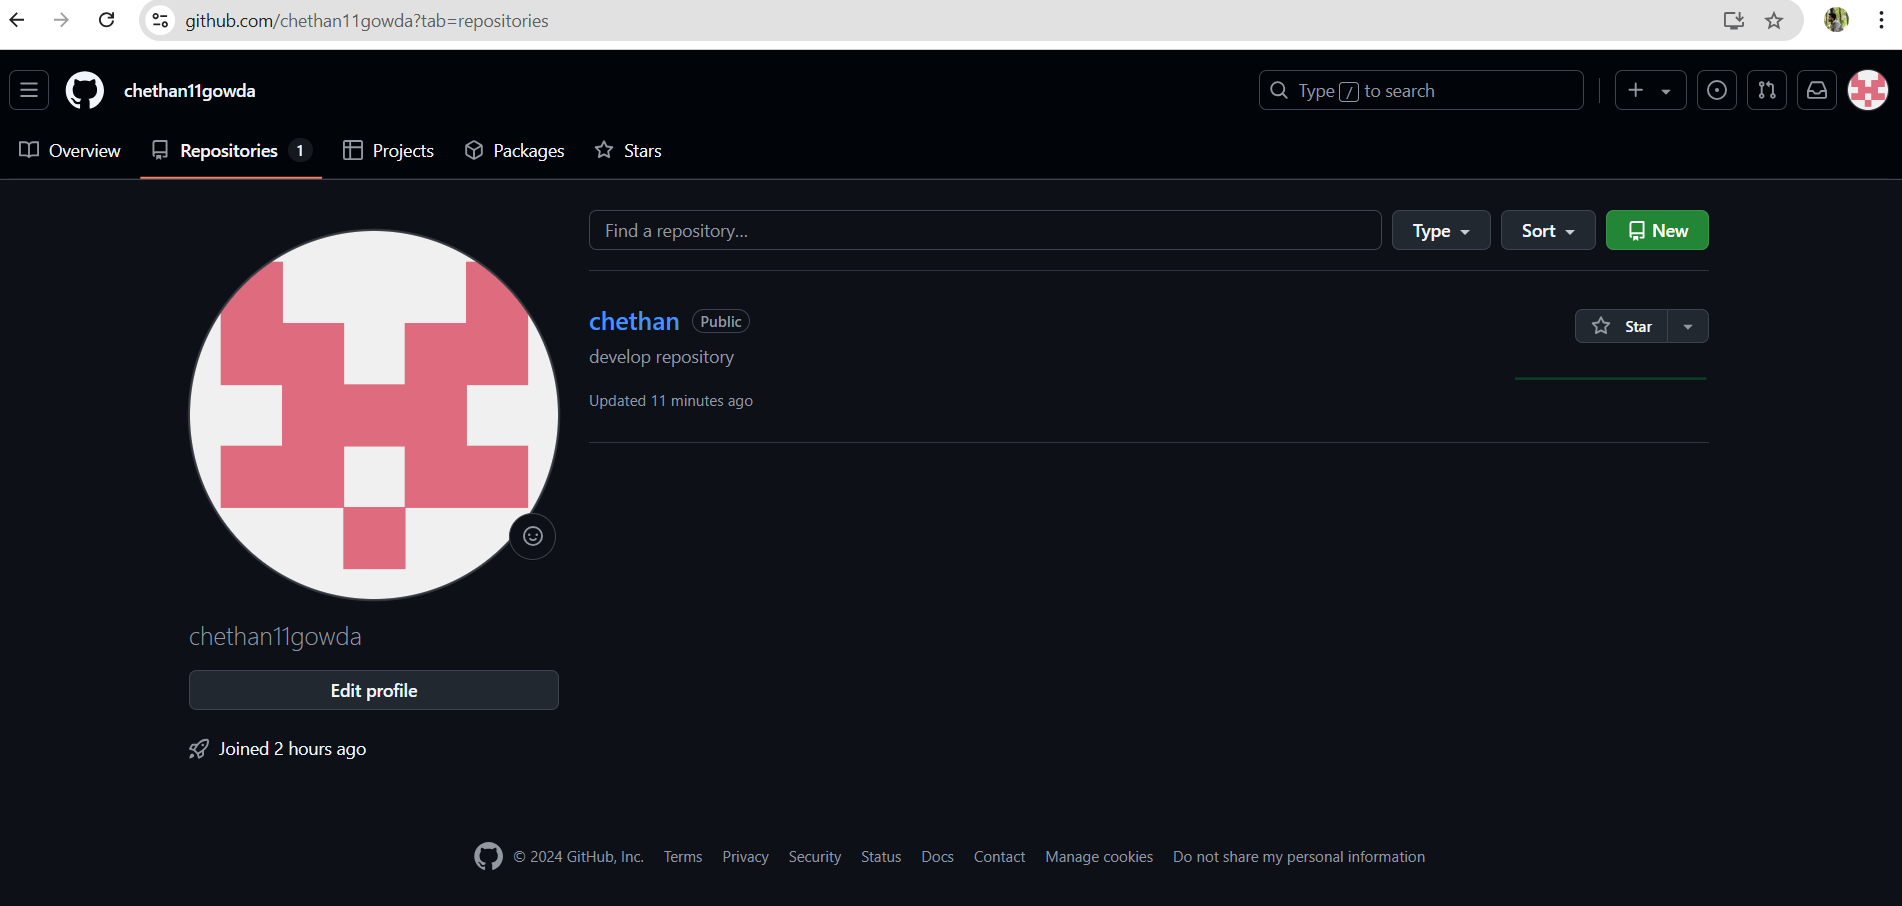 github.com/chethan11gowda?tab=repositories
chethan11gowda
Type / to search
Overview Repositories 1 Projects Packages Stars
Find a repository... Type Sort New
chethan Public Star
develop repository
Updated 11 minutes ago
chethan11gowda
Edit profile
Joined 2 hours ago
© 2024 GitHub, Inc. Terms Privacy Security Status Docs Contact Manage cookies Do not share my personal information